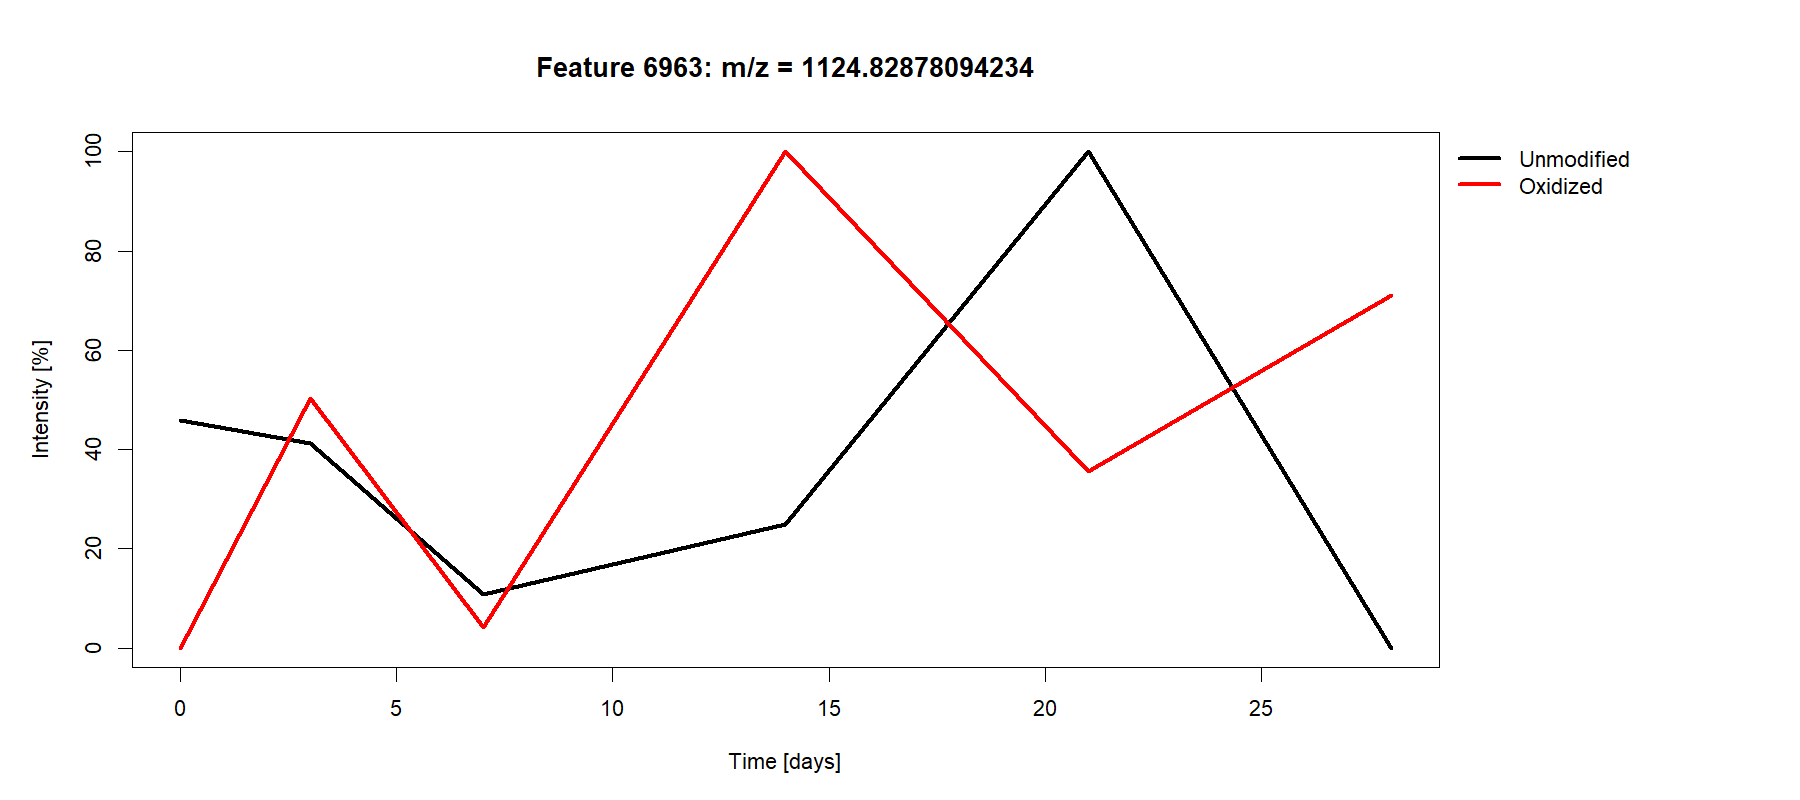 Feature 6963: m/z = 1124.82878094234
Unmodified
Oxidized
Intensity [%]
100
80
60
40
20
0
0 5 10 15 20 25
Time [days]